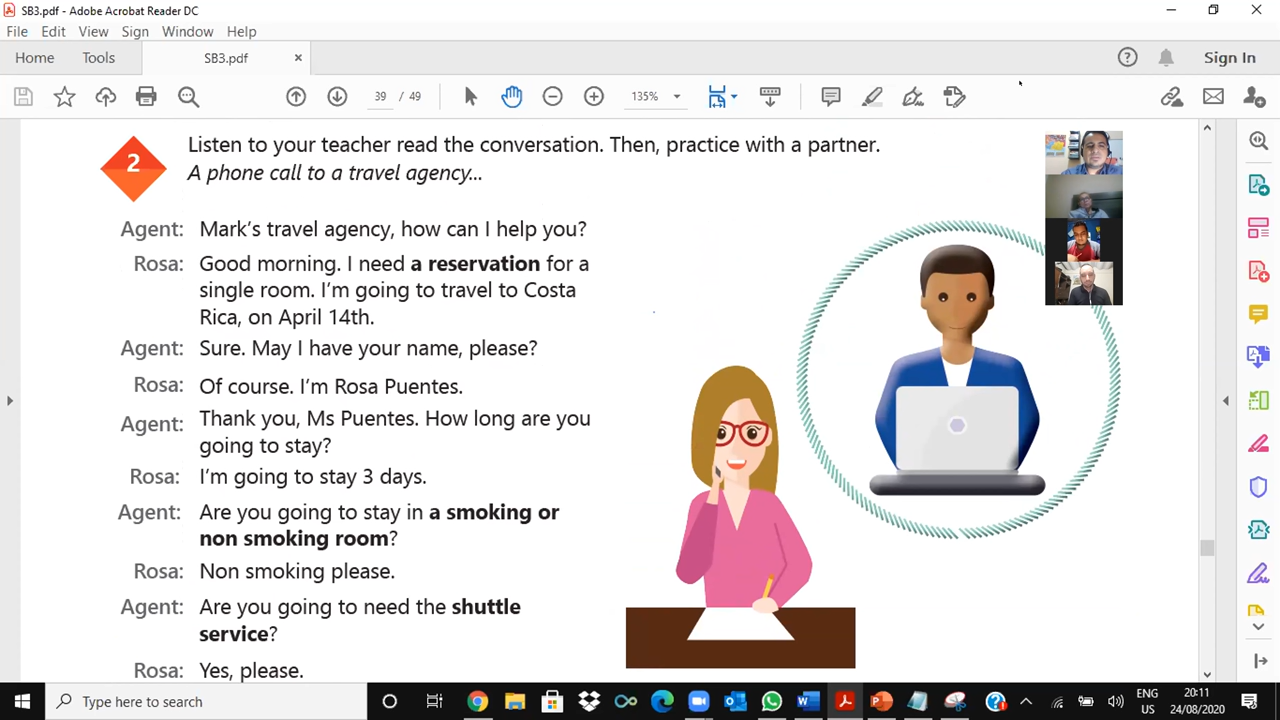 SB3.pdf - Adobe Acrobat Reader DC
File Edit View Sign Window Help
Home Tools SB3.pdf × Sign In
39 / 49 135%
2
Listen to your teacher read the conversation. Then, practice with a partner.
A phone call to a travel agency...
Agent: Mark's travel agency, how can I help you?
Rosa: Good morning. I need a reservation for a
single room. I'm going to travel to Costa
Rica, on April 14th.
Agent: Sure. May I have your name, please?
Rosa: Of course. I'm Rosa Puentes.
Agent: Thank you, Ms Puentes. How long are you
going to stay?
Rosa: I'm going to stay 3 days.
Agent: Are you going to stay in a smoking or
non smoking room?
Rosa: Non smoking please.
Agent: Are you going to need the shuttle
service?
Rosa: Yes, please.
Type here to search
ENG 20:11
US 24/08/2020